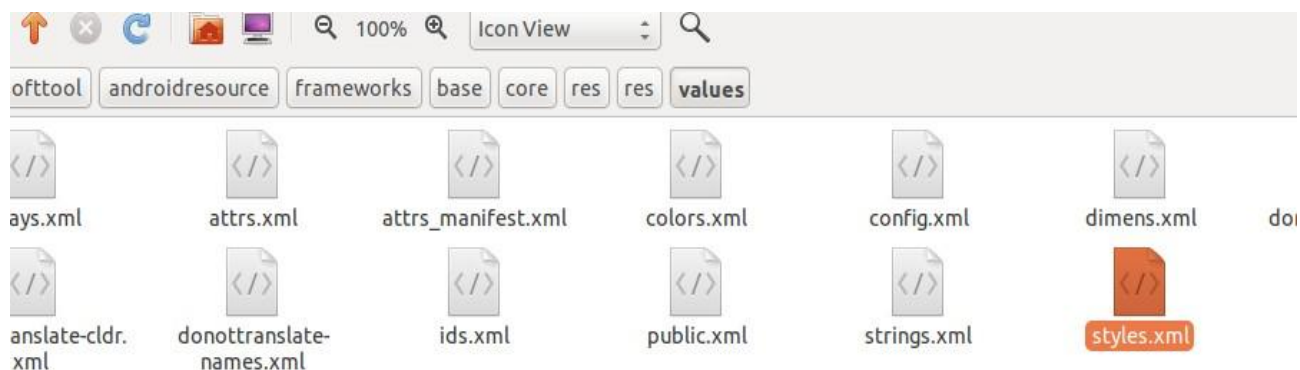 100% Icon View
ofttool androidresource frameworks base core res res values
ays.xml attrs.xml attrs_manifest.xml colors.xml config.xml dimens.xml dor
anslate-cldr. donottranslate- ids.xml public.xml strings.xml styles.xml
xml names.xml